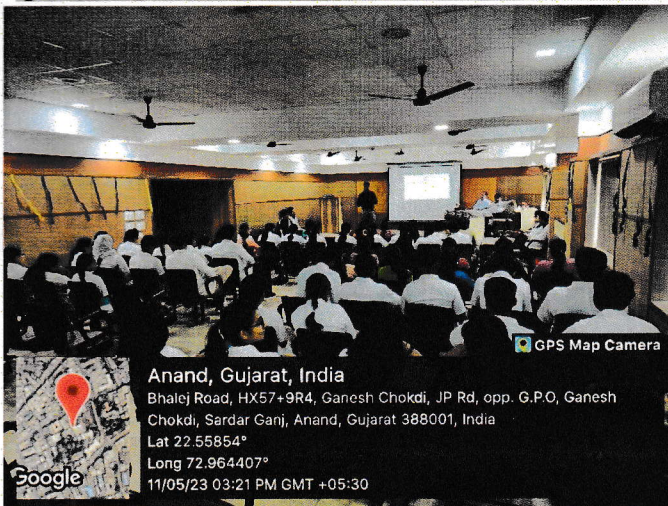 GPS Map Camera
Anand, Gujarat, India
Bhalej Road, HX57+9R4, Ganesh Chokdi, JP Rd, opp. G.P.O, Ganesh
Chokdi, Sardar Ganj, Anand, Gujarat 388001, India
Lat 22.55854°
Long 72.964407°
11/05/23 03:21 PM GMT +05:30
Google